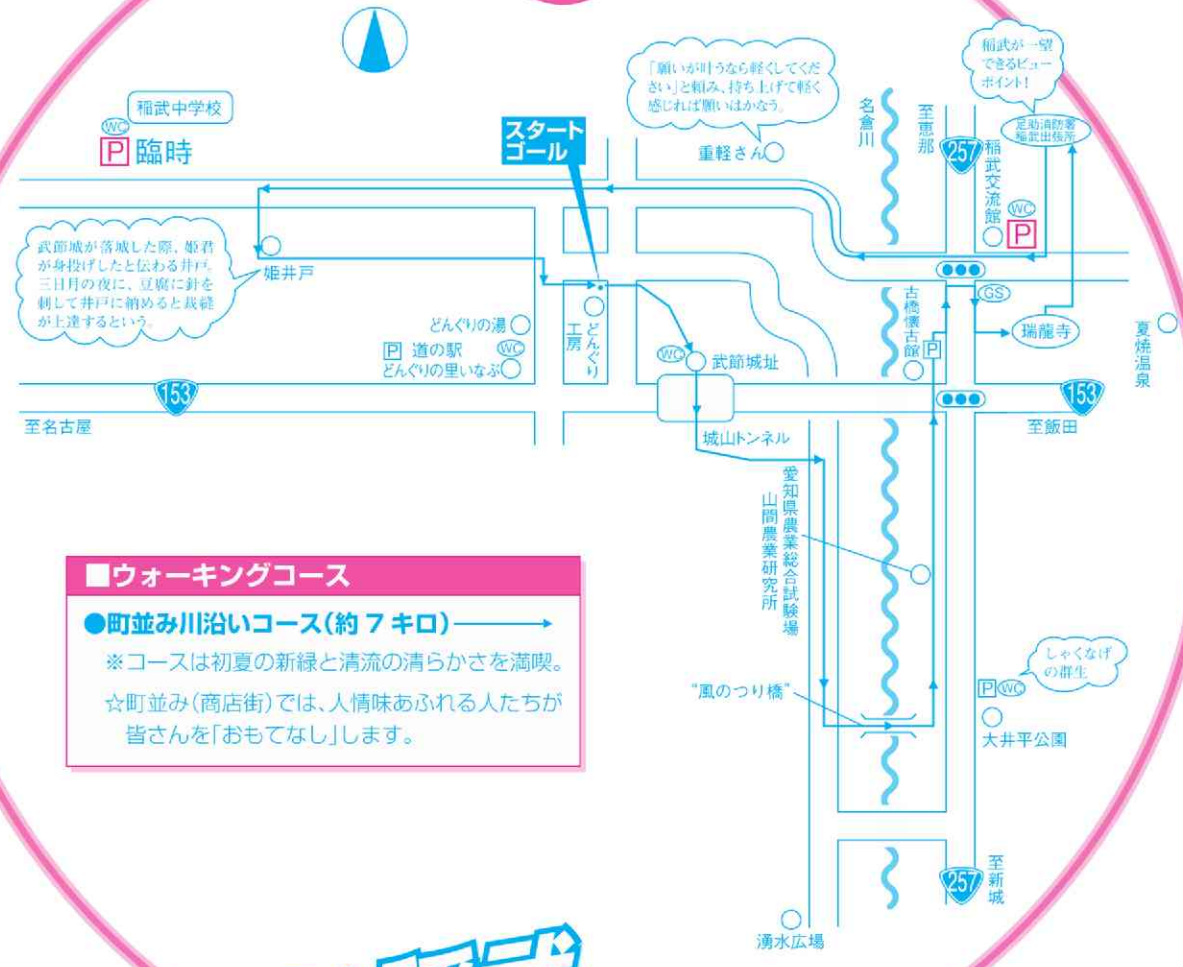 稲武中学校
WC
P 臨時
スタート
ゴール
「願いが叶うなら軽くしてくだ
さい」と頼み、持ち上げて軽く
感じれば願いはかなう。
重軽さん
名倉川
至恵那
257
稲武交流館
WC
P
稲武が一望
できるビュー
ポイント!
足助消防署
稲武出張所
武節城が落城した際、姫君
が身投げしたと伝わる井戸。
三日月の夜に、豆腐に針を
刺して井戸に納めると裁縫
が上達するという。
姫井戸
どんぐりの湯
P 道の駅 WC
どんぐりの里いなぶ
どんぐり
工房
WC 武節城址
古橋懐古館
P
GS
瑞龍寺
夏焼温泉
153
至名古屋
153
至飯田
城山トンネル
愛知県農業総合試験場
山間農業研究所
■ウォーキングコース
●町並み川沿いコース(約7キロ)
※コースは初夏の新緑と清流の清らかさを満喫。
☆町並み(商店街)では、人情味あふれる人たちが
皆さんを「おもてなし」します。
"風のつり橋"
しゃくなげ
の群生
P WC
大井平公園
257
至新城
湧水広場